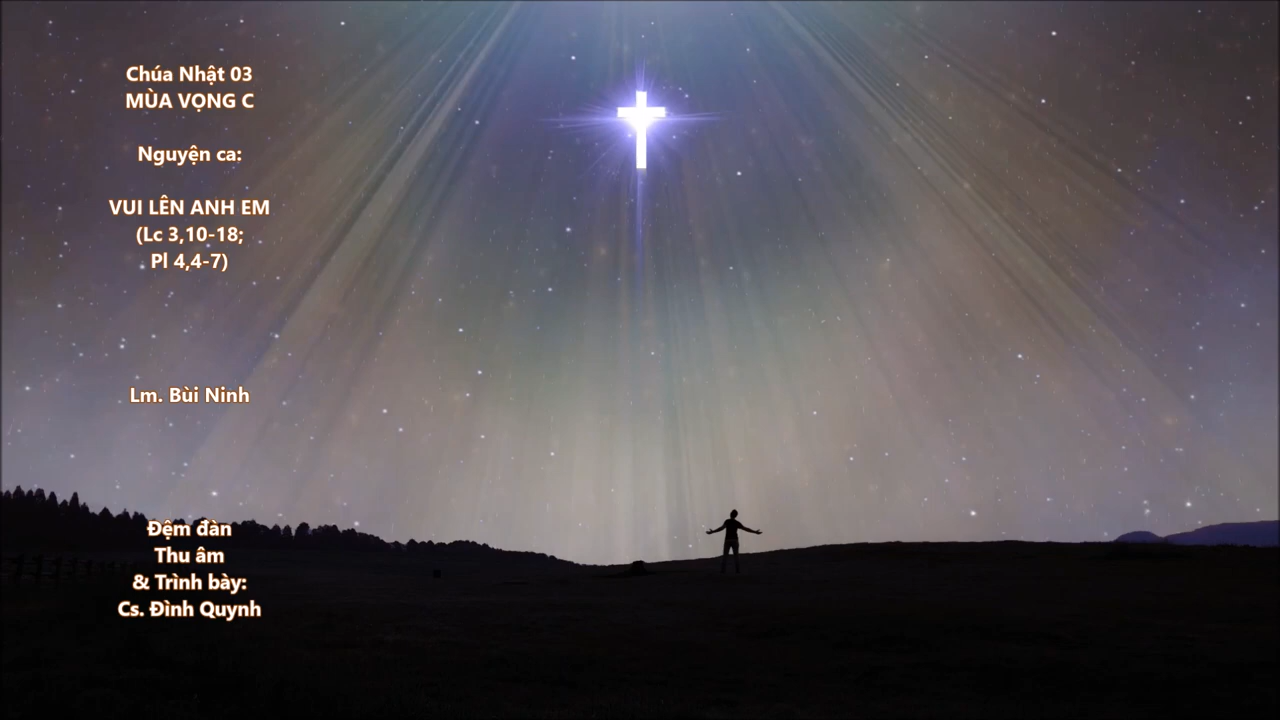 Chúa Nhật 03
MÙA VỌNG C
Nguyện ca:
VUI LÊN ANH EM
(Lc 3,10-18;
Pl 4,4-7)
Lm. Bùi Ninh
Đệm đàn
Thu âm
& Trình bày:
Cs. Đình Quynh